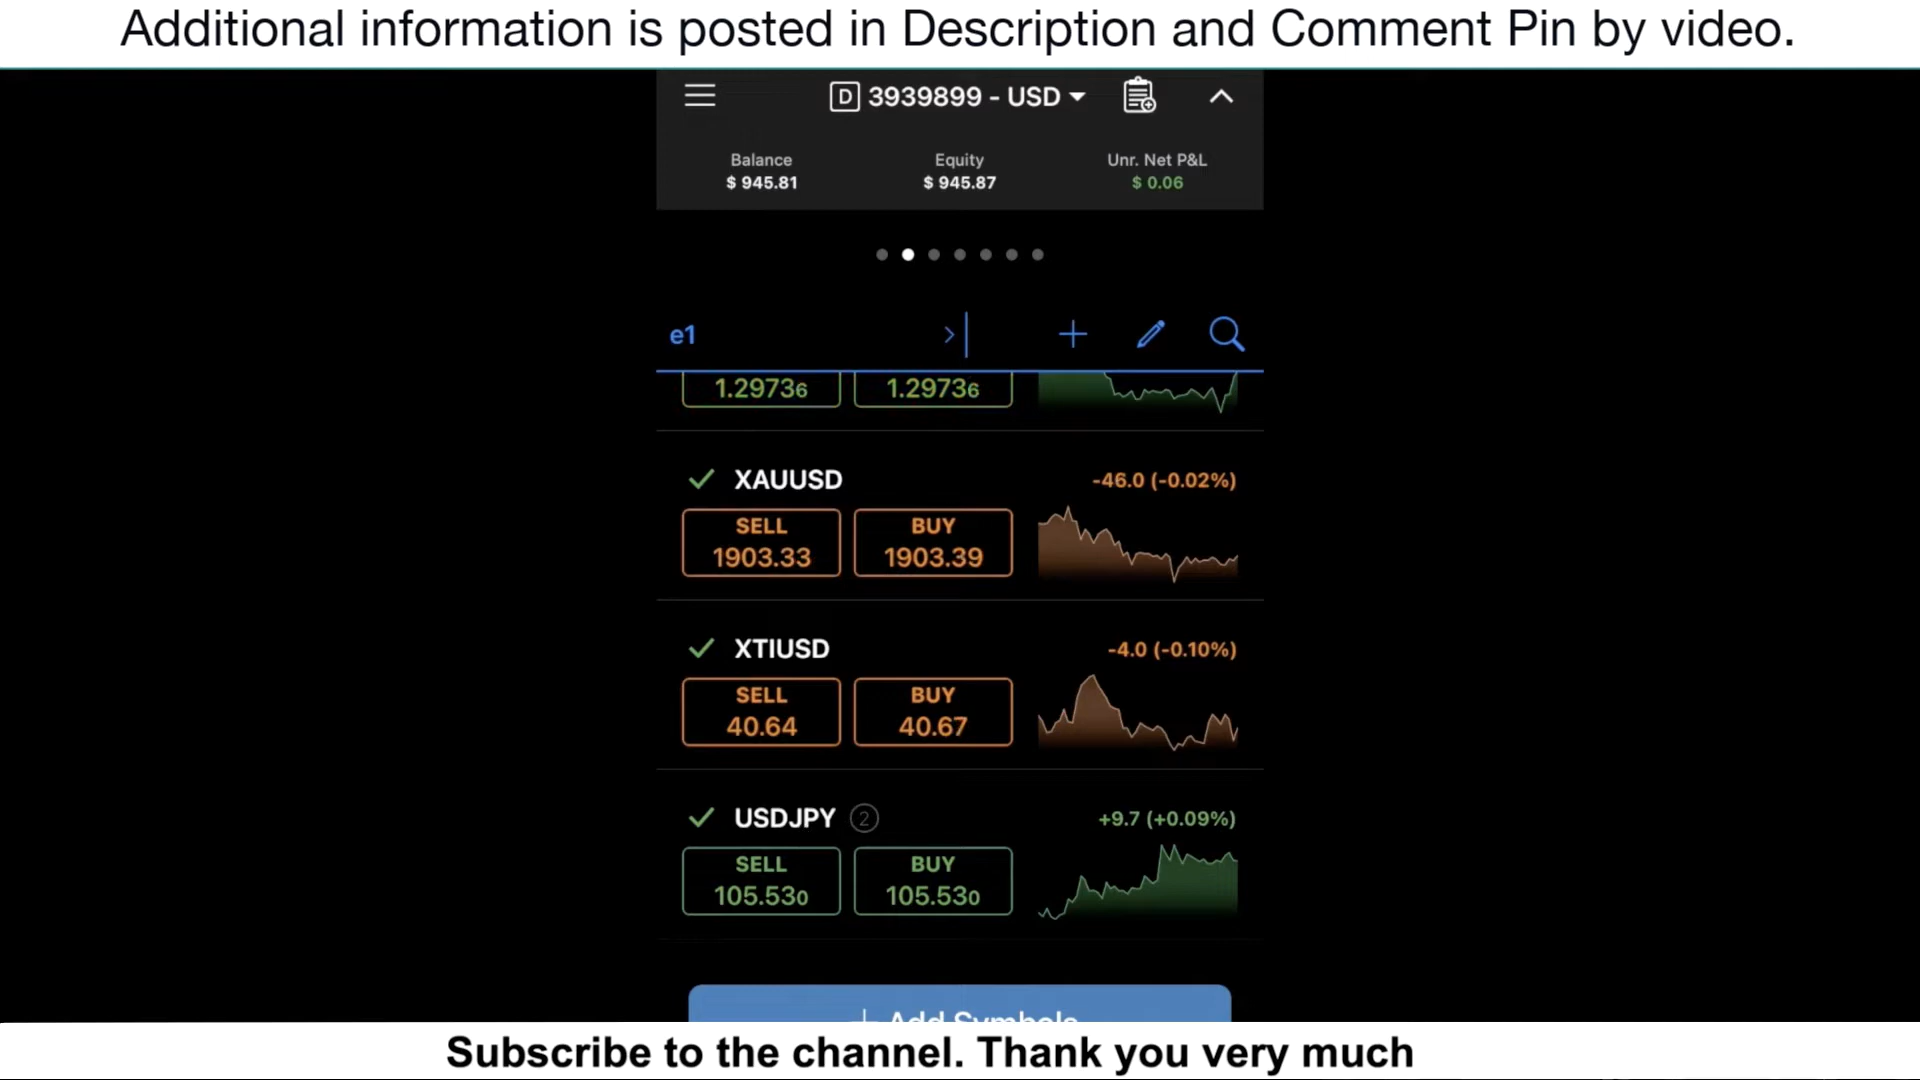 Additional information is posted in Description and Comment Pin by video.
D 3939899 - USD
Balance Equity Unr. Net P&L
$ 945.81 $ 945.87 $ 0.06
e1
1.29736 1.29736
XAUUSD -46.0 (-0.02%)
SELL BUY
1903.33 1903.39
XTIUSD -4.0 (-0.10%)
SELL BUY
40.64 40.67
USDJPY 2 +9.7 (+0.09%)
SELL BUY
105.530 105.530
+ Add Symbols
Subscribe to the channel. Thank you very much